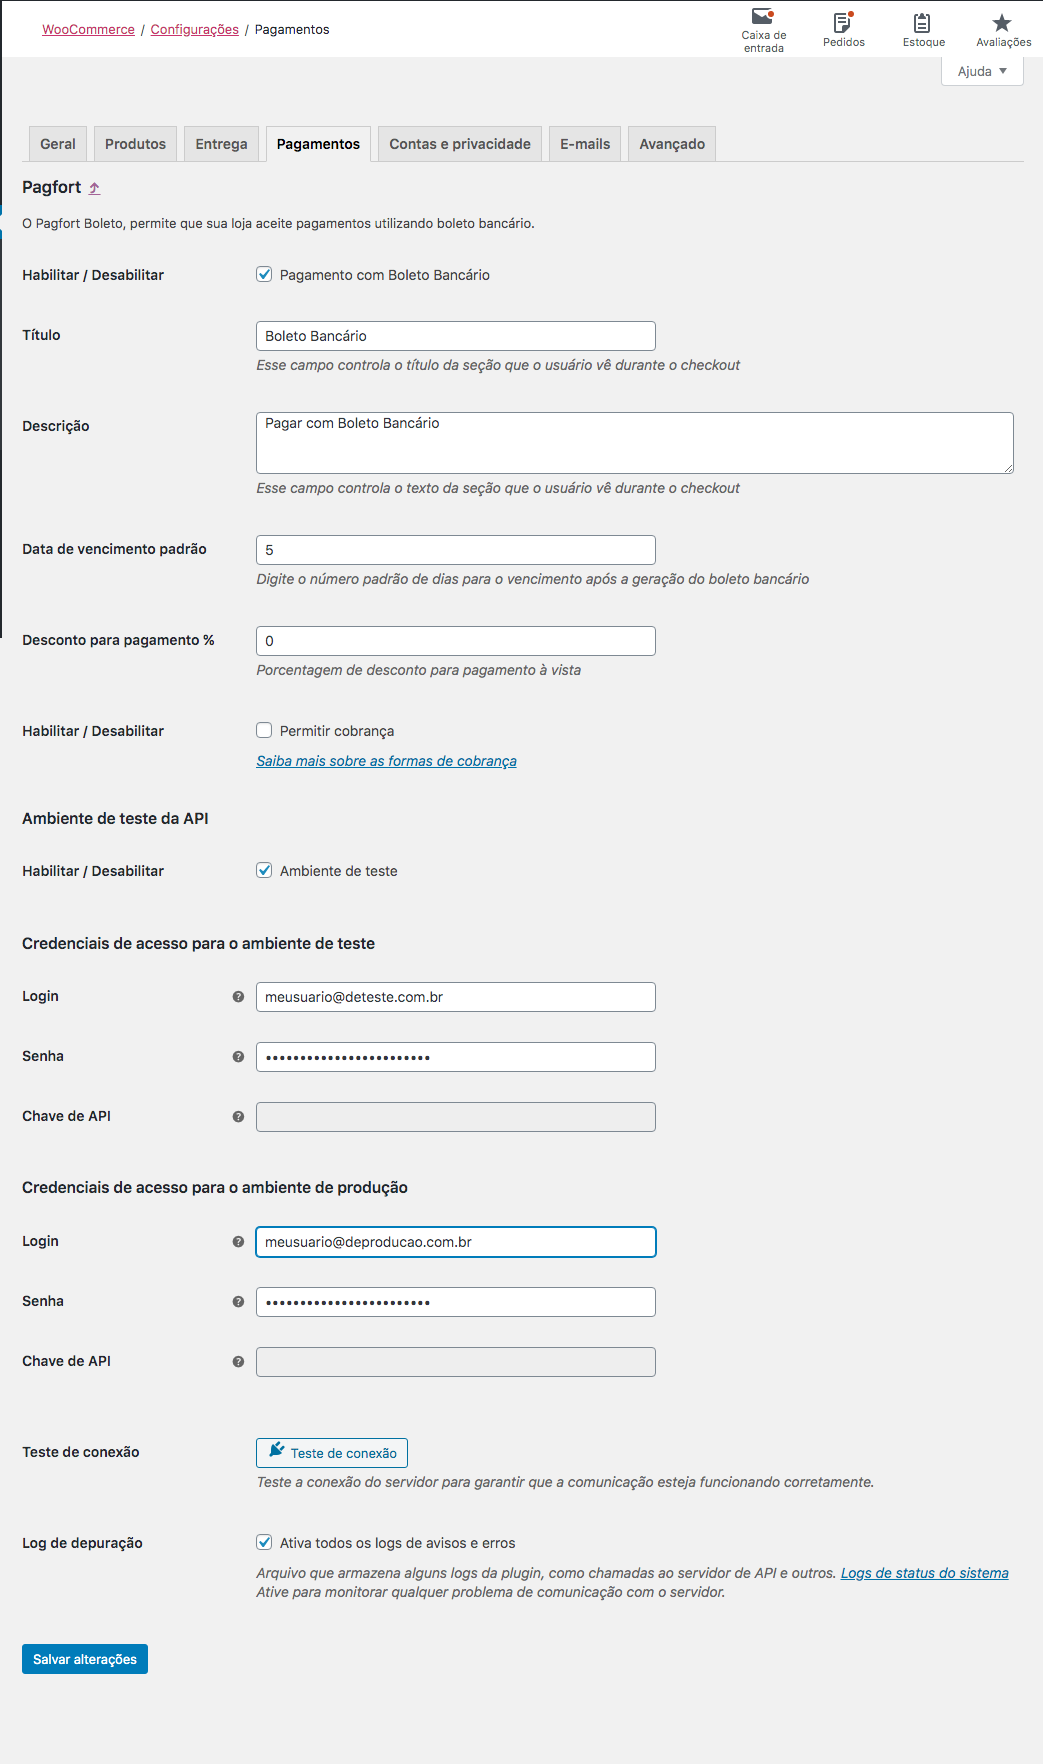 WooCommerce / Configurações / Pagamentos
Caixa de
entrada
Pedidos
Estoque
Avaliações
Ajuda
Geral
Produtos
Entrega
Pagamentos
Contas e privacidade
E-mails
Avançado
Pagfort
O Pagfort Boleto, permite que sua loja aceite pagamentos utilizando boleto bancário.
Habilitar / Desabilitar
Pagamento com Boleto Bancário
Título
Boleto Bancário
Esse campo controla o título da seção que o usuário vê durante o checkout
Descrição
Pagar com Boleto Bancário
Esse campo controla o texto da seção que o usuário vê durante o checkout
Data de vencimento padrão
5
Digite o número padrão de dias para o vencimento após a geração do boleto bancário
Desconto para pagamento %
0
Porcentagem de desconto para pagamento à vista
Habilitar / Desabilitar
Permitir cobrança
Saiba mais sobre as formas de cobrança
Ambiente de teste da API
Habilitar / Desabilitar
Ambiente de teste
Credenciais de acesso para o ambiente de teste
Login
meusuario@deteste.com.br
Senha
••••••••••••••••••••••••
Chave de API
Credenciais de acesso para o ambiente de produção
Login
meusuario@deproducao.com.br
Senha
••••••••••••••••••••••••
Chave de API
Teste de conexão
Teste de conexão
Teste a conexão do servidor para garantir que a comunicação esteja funcionando corretamente.
Log de depuração
Ativa todos os logs de avisos e erros
Arquivo que armazena alguns logs da plugin, como chamadas ao servidor de API e outros. Logs de status do sistema
Ative para monitorar qualquer problema de comunicação com o servidor.
Salvar alterações